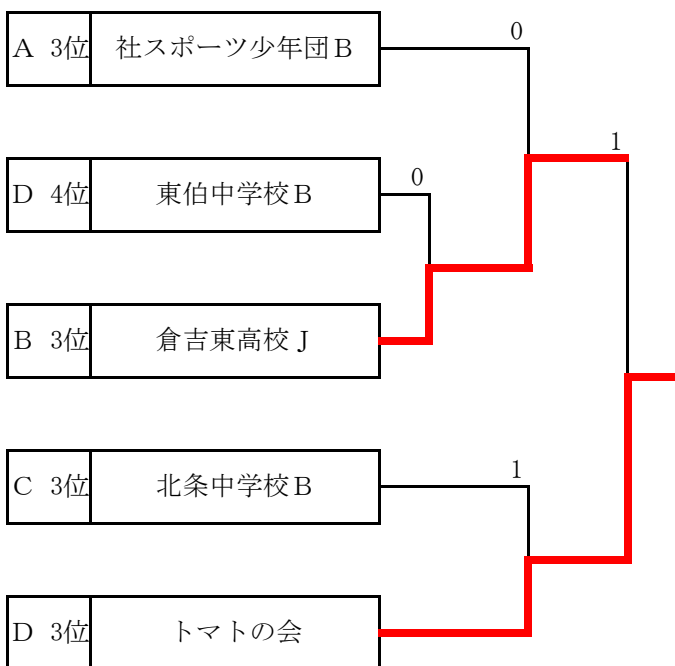 0
A 3位 社スポーツ少年団B
1
D 4位 東伯中学校B 0
B 3位 倉吉東高校J
C 3位 北条中学校B 1
D 3位 トマトの会